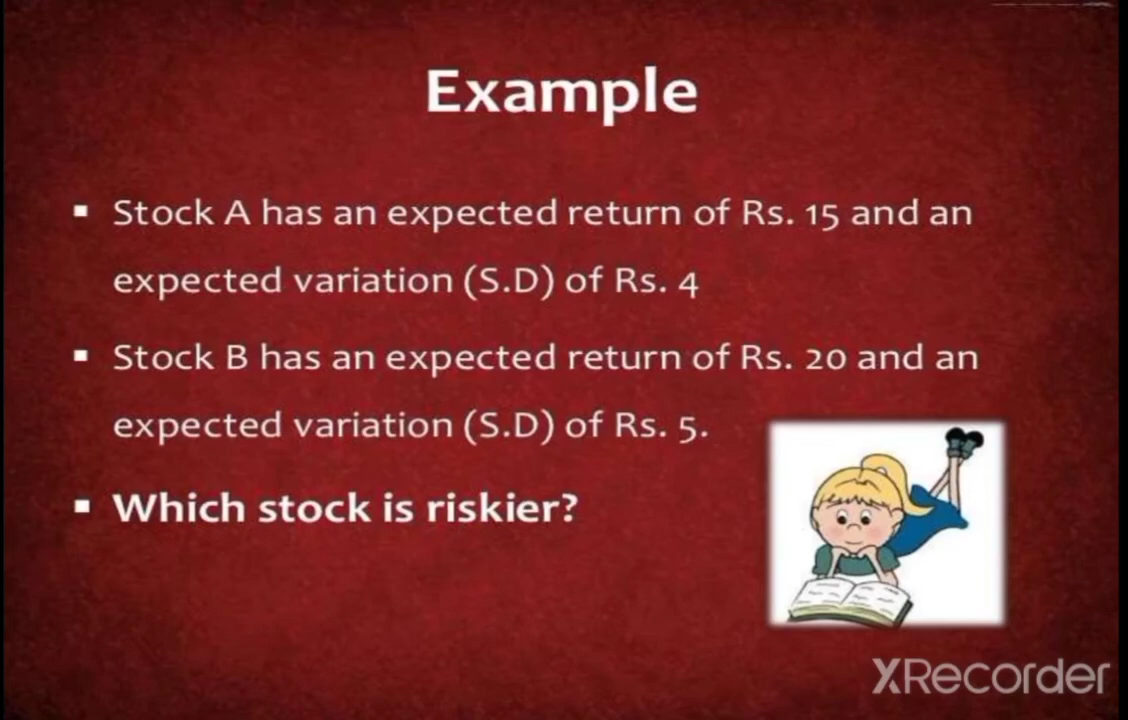 Example
▪ Stock A has an expected return of Rs. 15 and an
expected variation (S.D) of Rs. 4
▪ Stock B has an expected return of Rs. 20 and an
expected variation (S.D) of Rs. 5.
▪ Which stock is riskier?
XRecorder